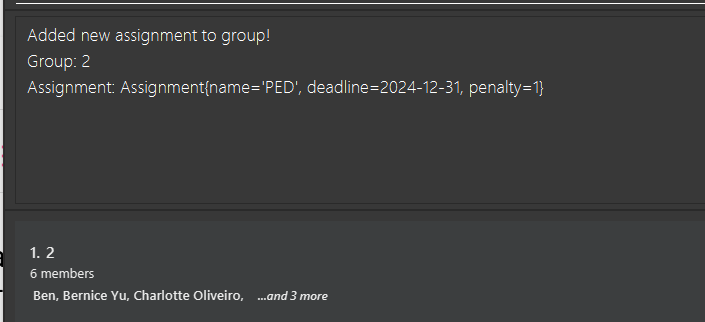 Added new assignment to group!
Group: 2
Assignment: Assignment{name='PED', deadline=2024-12-31, penalty=1}
1. 2
6 members
Ben, Bernice Yu, Charlotte Oliveiro, ...and 3 more